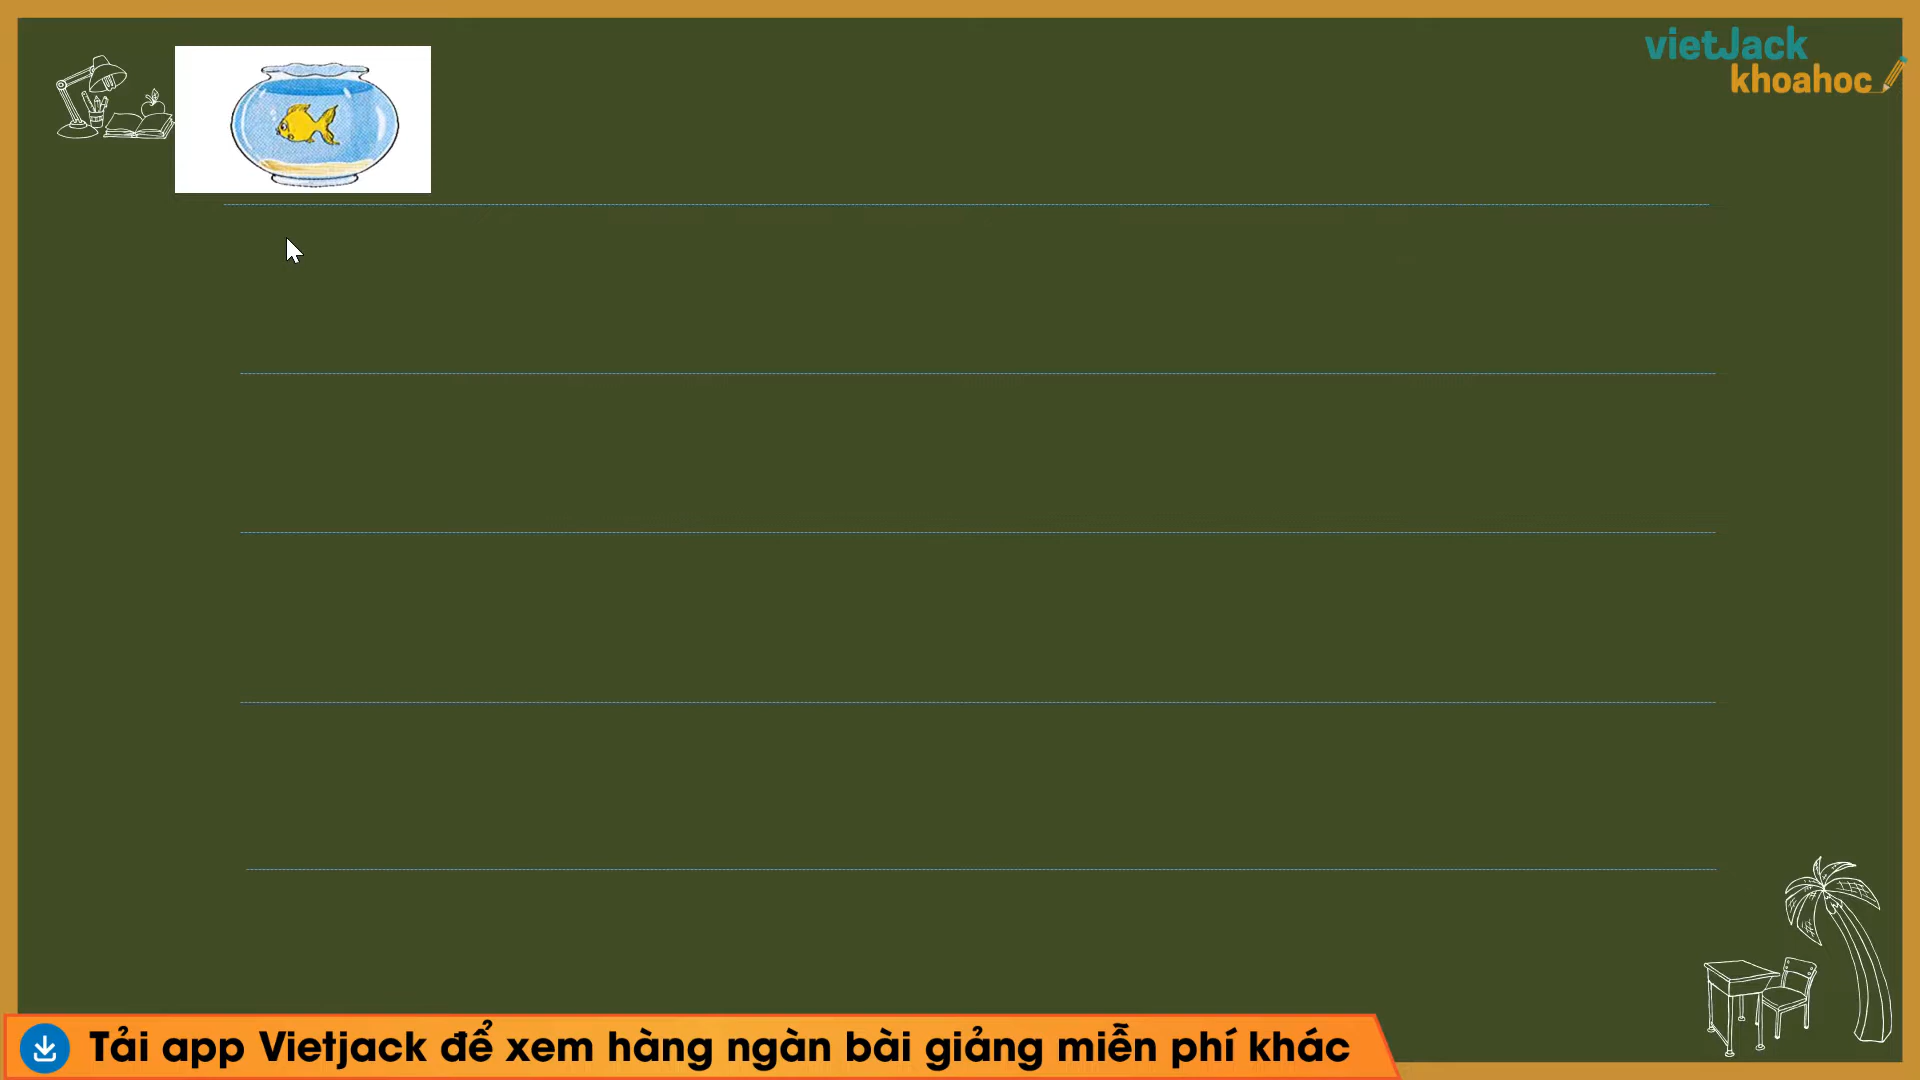 vietJack
khoahoc
Tải app Vietjack để xem hàng ngàn bài giảng miễn phí khác